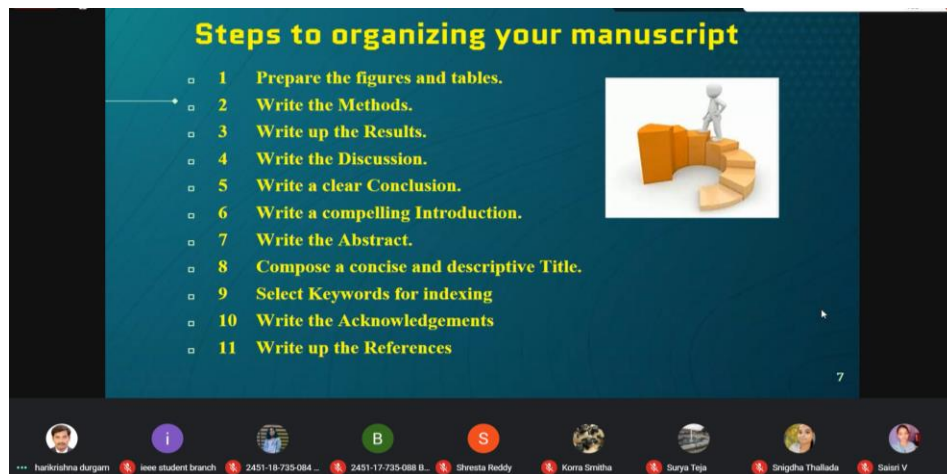 Steps to organizing your manuscript
1 Prepare the figures and tables.
2 Write the Methods.
3 Write up the Results.
4 Write the Discussion.
5 Write a clear Conclusion.
6 Write a compelling Introduction.
7 Write the Abstract.
8 Compose a concise and descriptive Title.
9 Select Keywords for indexing
10 Write the Acknowledgements
11 Write up the References
7
i
B
S
harikrishna durgam
ieee student branch
2451-18-735-084 ...
2451-17-735-088 B...
Shresta Reddy
Korra Smitha
Surya Teja
Snigdha Thallada
Saisri V